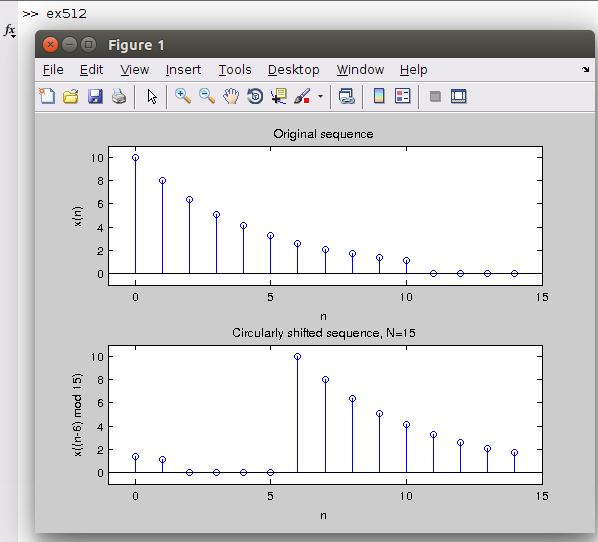 >> ex512
fx
Figure 1
File Edit View Insert Tools Desktop Window Help
Original sequence
x(n)
10
8
6
4
2
0
0 5 10 15
n
Circularly shifted sequence, N=15
x((n-6) mod 15)
10
8
6
4
2
0
0 5 10 15
n